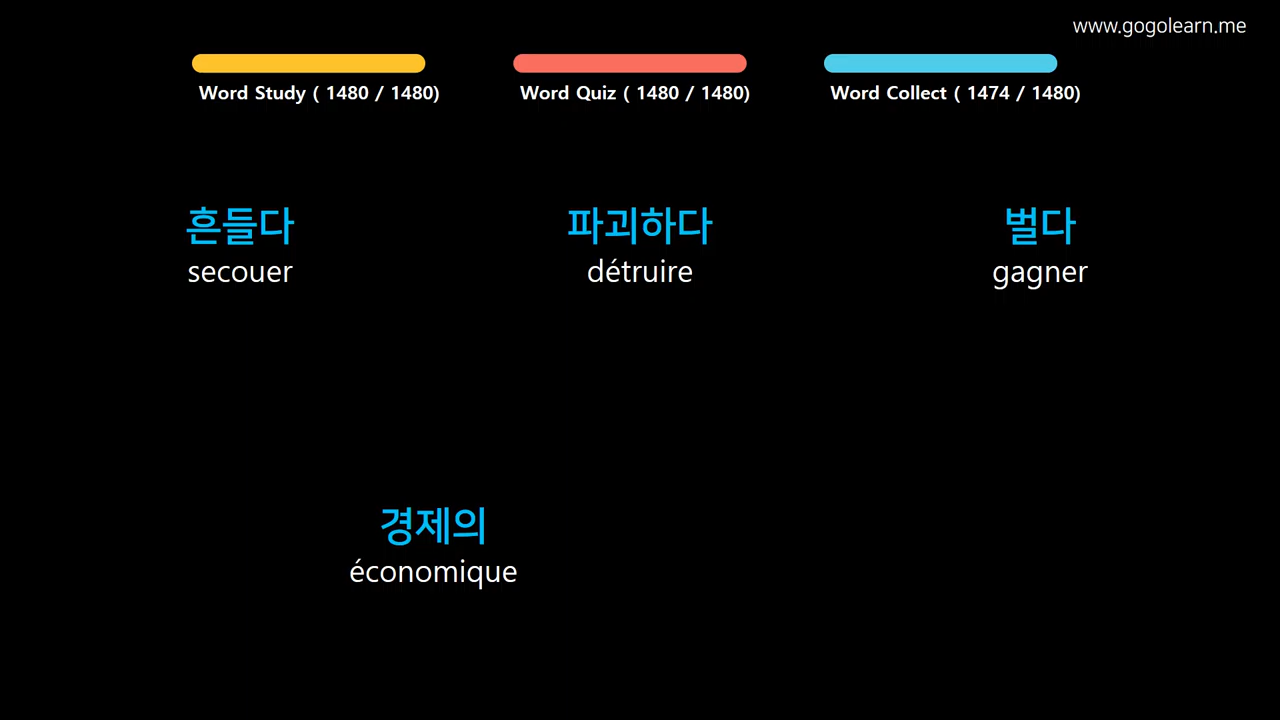 www.gogolearn.me
Word Study ( 1480 / 1480)
Word Quiz ( 1480 / 1480)
Word Collect ( 1474 / 1480)
흔들다
secouer
파괴하다
détruire
벌다
gagner
경제의
économique